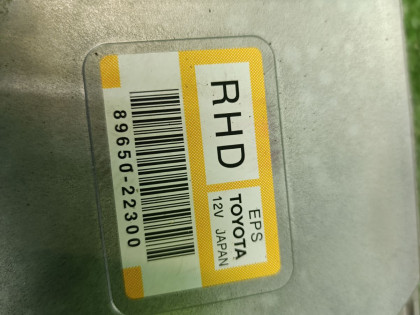 RHD
EPS
TOYOTA
12V JAPAN
89650-22300